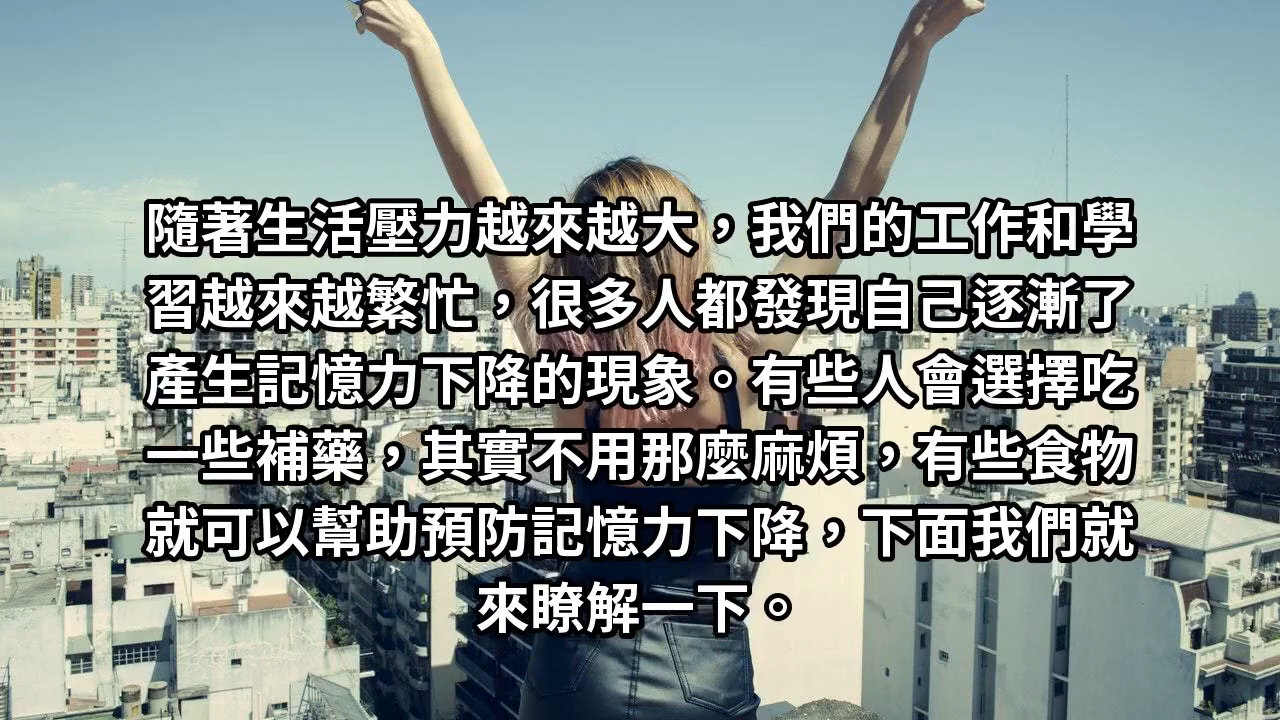 隨著生活壓力越來越大，我們的工作和學
習越來越繁忙，很多人都發現自己逐漸了
產生記憶力下降的現象。有些人會選擇吃
一些補藥，其實不用那麼麻煩，有些食物
就可以幫助預防記憶力下降，下面我們就
來瞭解一下。